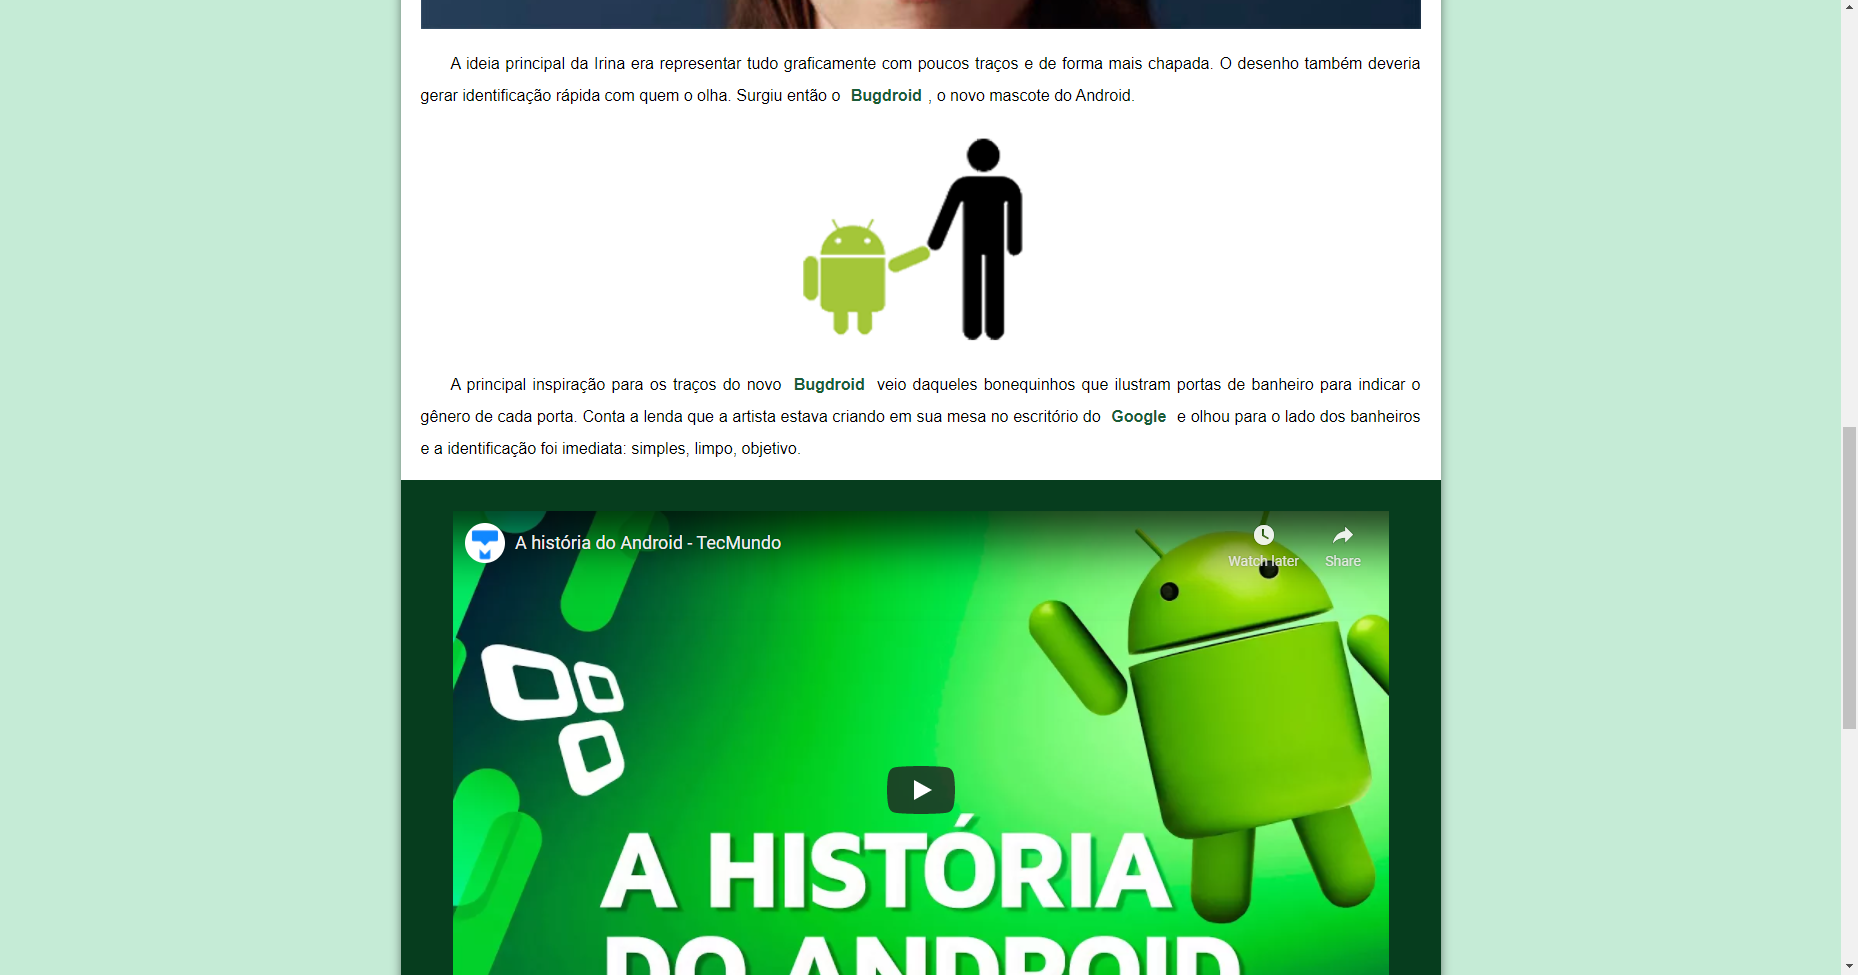 A ideia principal da Irina era representar tudo graficamente com poucos traços e de forma mais chapada. O desenho também deveria
gerar identificação rápida com quem o olha. Surgiu então o Bugdroid , o novo mascote do Android.
A principal inspiração para os traços do novo Bugdroid veio daqueles bonequinhos que ilustram portas de banheiro para indicar o
gênero de cada porta. Conta a lenda que a artista estava criando em sua mesa no escritório do Google e olhou para o lado dos banheiros
e a identificação foi imediata: simples, limpo, objetivo.
A história do Android - TecMundo
Watch later
Share
A HISTÓRIA
DO ANDROID